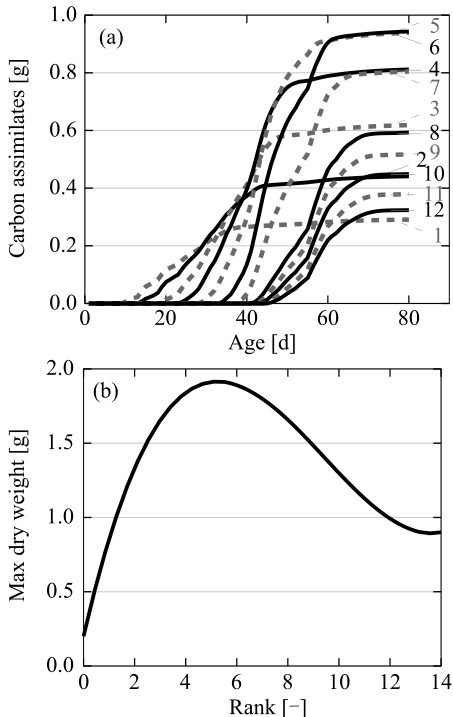 (a)
Carbon assimilates [g]
1.0
0.8
0.6
0.4
0.2
0.0
5
6
4
7
3
8
9
2
10
11
12
1
0 20 40 60 80
Age [d]
(b)
Max dry weight [g]
2.0
1.5
1.0
0.5
0.0
0 2 4 6 8 10 12 14
Rank [−]